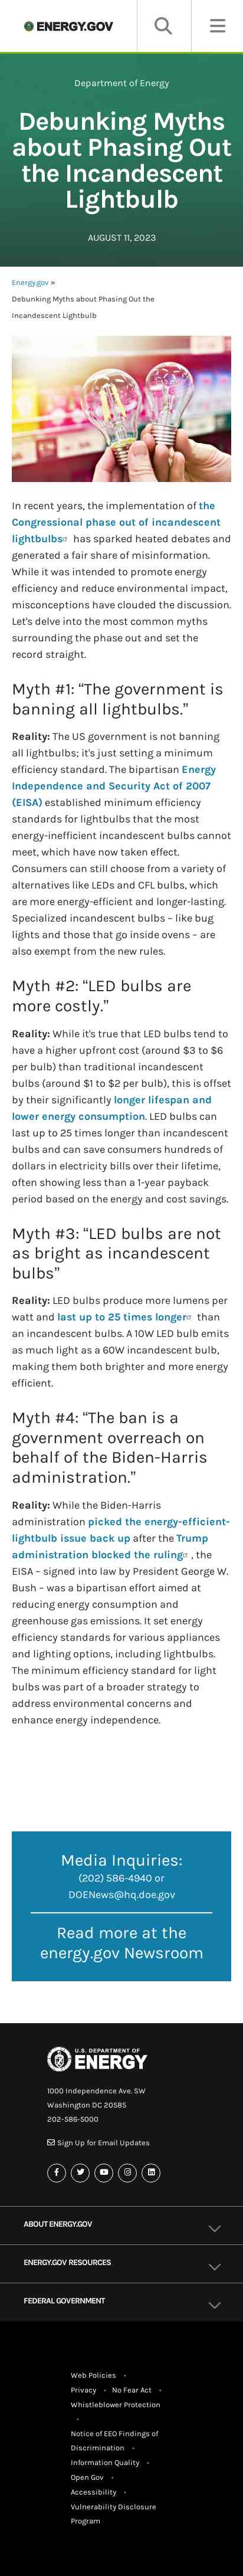 ENERGY.GOV
Department of Energy
Debunking Myths
about Phasing Out
the Incandescent
Lightbulb
AUGUST 11, 2023
Energy.gov »
Debunking Myths about Phasing Out the
Incandescent Lightbulb
In recent years, the implementation of the
Congressional phase out of incandescent
lightbulbs has sparked heated debates and
generated a fair share of misinformation.
While it was intended to promote energy
efficiency and reduce environmental impact,
misconceptions have clouded the discussion.
Let's delve into the most common myths
surrounding the phase out and set the
record straight.
Myth #1: “The government is
banning all lightbulbs.”
Reality: The US government is not banning
all lightbulbs; it's just setting a minimum
efficiency standard. The bipartisan Energy
Independence and Security Act of 2007
(EISA) established minimum efficiency
standards for lightbulbs that the most
energy-inefficient incandescent bulbs cannot
meet, which have now taken effect.
Consumers can still choose from a variety of
alternatives like LEDs and CFL bulbs, which
are more energy-efficient and longer-lasting.
Specialized incandescent bulbs – like bug
lights and those that go inside ovens – are
also exempt from the new rules.
Myth #2: “LED bulbs are
more costly.”
Reality: While it's true that LED bulbs tend to
have a higher upfront cost (around $3 to $6
per bulb) than traditional incandescent
bulbs (around $1 to $2 per bulb), this is offset
by their significantly longer lifespan and
lower energy consumption. LED bulbs can
last up to 25 times longer than incandescent
bulbs and can save consumers hundreds of
dollars in electricity bills over their lifetime,
often showing less than a 1-year payback
period based on the energy and cost savings.
Myth #3: “LED bulbs are not
as bright as incandescent
bulbs”
Reality: LED bulbs produce more lumens per
watt and last up to 25 times longer than
an incandescent bulbs. A 10W LED bulb emits
as much light as a 60W incandescent bulb,
making them both brighter and more energy
efficient.
Myth #4: “The ban is a
government overreach on
behalf of the Biden-Harris
administration.”
Reality: While the Biden-Harris
administration picked the energy-efficient-
lightbulb issue back up after the Trump
administration blocked the ruling , the
EISA – signed into law by President George W.
Bush – was a bipartisan effort aimed at
reducing energy consumption and
greenhouse gas emissions. It set energy
efficiency standards for various appliances
and lighting options, including lightbulbs.
The minimum efficiency standard for light
bulbs was part of a broader strategy to
address environmental concerns and
enhance energy independence.
Media Inquiries:
(202) 586-4940 or
DOENews@hq.doe.gov
Read more at the
energy.gov Newsroom
U.S. DEPARTMENT OF
ENERGY
1000 Independence Ave. SW
Washington DC 20585
202-586-5000
Sign Up for Email Updates
ABOUT ENERGY.GOV
ENERGY.GOV RESOURCES
FEDERAL GOVERNMENT
Web Policies •
Privacy • No Fear Act •
Whistleblower Protection
•
Notice of EEO Findings of
Discrimination •
Information Quality •
Open Gov •
Accessibility •
Vulnerability Disclosure
Program